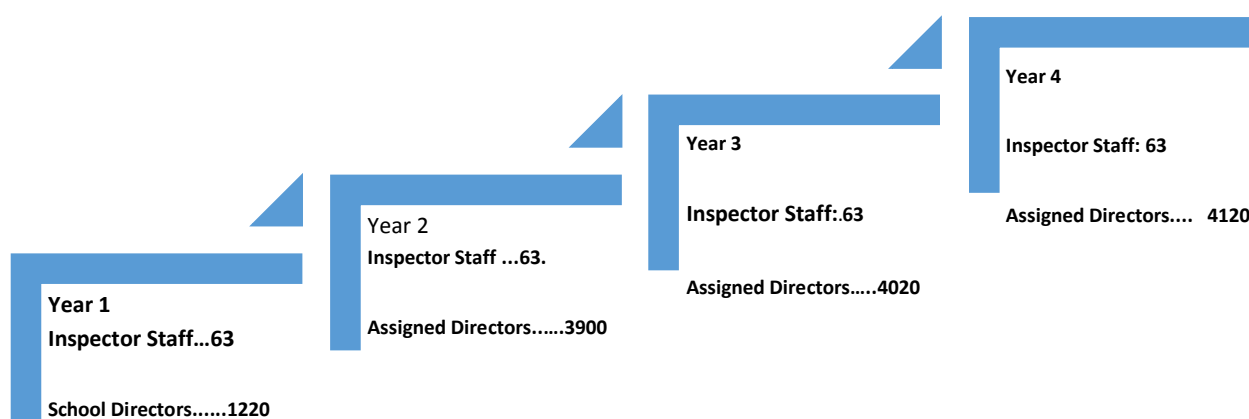 Year 1
Inspector Staff...63
School Directors......1220
Year 2
Inspector Staff ...63.
Assigned Directors......3900
Year 3
Inspector Staff:.63
Assigned Directors.....4020
Year 4
Inspector Staff: 63
Assigned Directors.... 4120